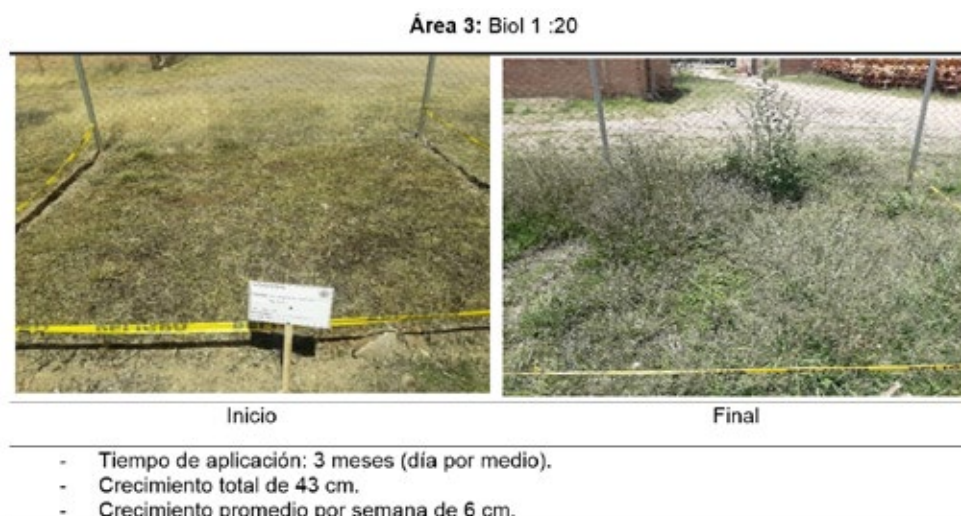 Área 3: Biol 1 :20
Inicio
Final
- Tiempo de aplicación: 3 meses (día por medio).
- Crecimiento total de 43 cm.
- Crecimiento promedio por semana de 6 cm.